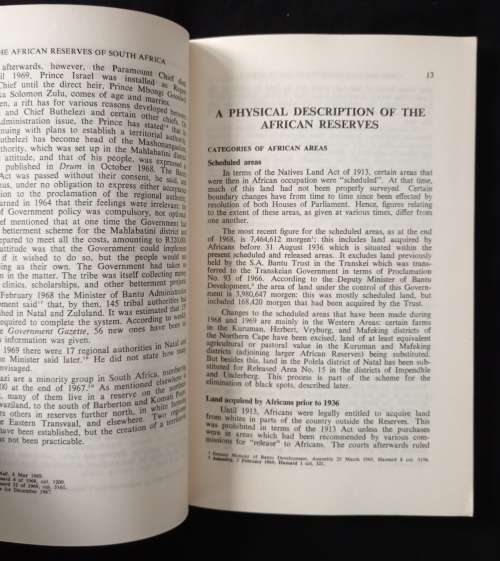 THE AFRICAN RESERVES OF SOUTH AFRICA
afterwards, however, the Paramount Chief died.
1969, Prince Israel was installed as Regent
Chief until the direct heir, Prince Mbongi Goodwill
ka Solomon Zulu, comes of age and marries.
a rift has for various reasons developed between
and Chief Buthelezi and certain other chiefs. On
administration issue, the Prince has stated that
with plans to establish a territorial authority
Buthelezi has become head of the Mashonangashoni
authority, which was set up in the Mahlabatini district
attitude, and that of his people, was expressed
published in Drum in October 1968. The Bantu
Act was passed without their consent, he said, and
under no obligation to express either acceptance
to the proclamation of the regional authority
in 1964 that their feelings were irrelevant
of Government policy was compulsory, not optional
Chief mentioned that at one time the Government had
betterment scheme for the Mahlabatini district
prepared to meet all the costs, amounting to R320,000
attitude was that the Government could implement
if it wished to do so, but the people would
as their own. The Government had taken no
in the matter. The tribe was itself collecting money
clinics, scholarships, and other betterment projects
February 1968 the Minister of Bantu Administration
said that, by then, 145 tribal authorities had
in Natal and Zululand. It was estimated that
required to complete the system. According to
Government Gazette, 56 new ones have
information was given.
1969 there were 17 regional authorities in Natal
Minister said later. He did not state how many
envisaged.
are a minority group in South Africa, numbering
at the end of 1967. As mentioned elsewhere
many of them live in a reserve on the northern
Swaziland, to the south of Barberton and Komati Poort
others in reserves further north, in white farming
Eastern Transvaal, and elsewhere. Two regional
have been established, but the creation of a territorial
has not been practicable.
13
A PHYSICAL DESCRIPTION OF THE
AFRICAN RESERVES
CATEGORIES OF AFRICAN AREAS
Scheduled areas
In terms of the Natives Land Act of 1913, certain areas that
were then in African occupation were "scheduled". At that time,
much of this land had not been properly surveyed. Certain
boundary changes have from time to time since been effected by
resolution of both Houses of Parliament. Hence, figures relating
to the extent of these areas, as given at various times, differ from
one another.
The most recent figure for the scheduled areas, as at the end
of 1968, is 7,464,612 morgen¹: this includes land acquired by
Africans before 31 August 1936 which is situated within the
present scheduled and released areas. It excludes land previously
held by the S.A. Bantu Trust in the Transkei which was trans-
ferred to the Transkeian Government in terms of Proclamation
No. 93 of 1966. According to the Deputy Minister of Bantu
Development,² the area of land under the control of this Govern-
ment is 3,980,647 morgen: this was mostly scheduled land, but
included 168,420 morgen that had been acquired by the Trust.
Changes to the scheduled areas that have been made during
1968 and 1969 are mainly in the Western Areas: certain farms
in the Kuruman, Herbert, Vryburg, and Mafeking districts of
the Northern Cape have been excised, land of at least equivalent
agricultural or pastoral value in the Kuruman and Mafeking
districts (adjoining larger African Reserves) being substituted.
But besides this, land in the Polela district of Natal has been sub-
stituted for Released Area No. 15 in the districts of Impendhle
and Underberg. This process is part of the scheme for the
elimination of black spots, described later.
Land acquired by Africans prior to 1936
Until 1913, Africans were legally entitled to acquire land
from whites in parts of the country outside the Reserves. This
was prohibited in terms of the 1913 Act unless the purchases
were in areas which had been recommended by various com-
missions for "release" to Africans. The courts afterwards ruled